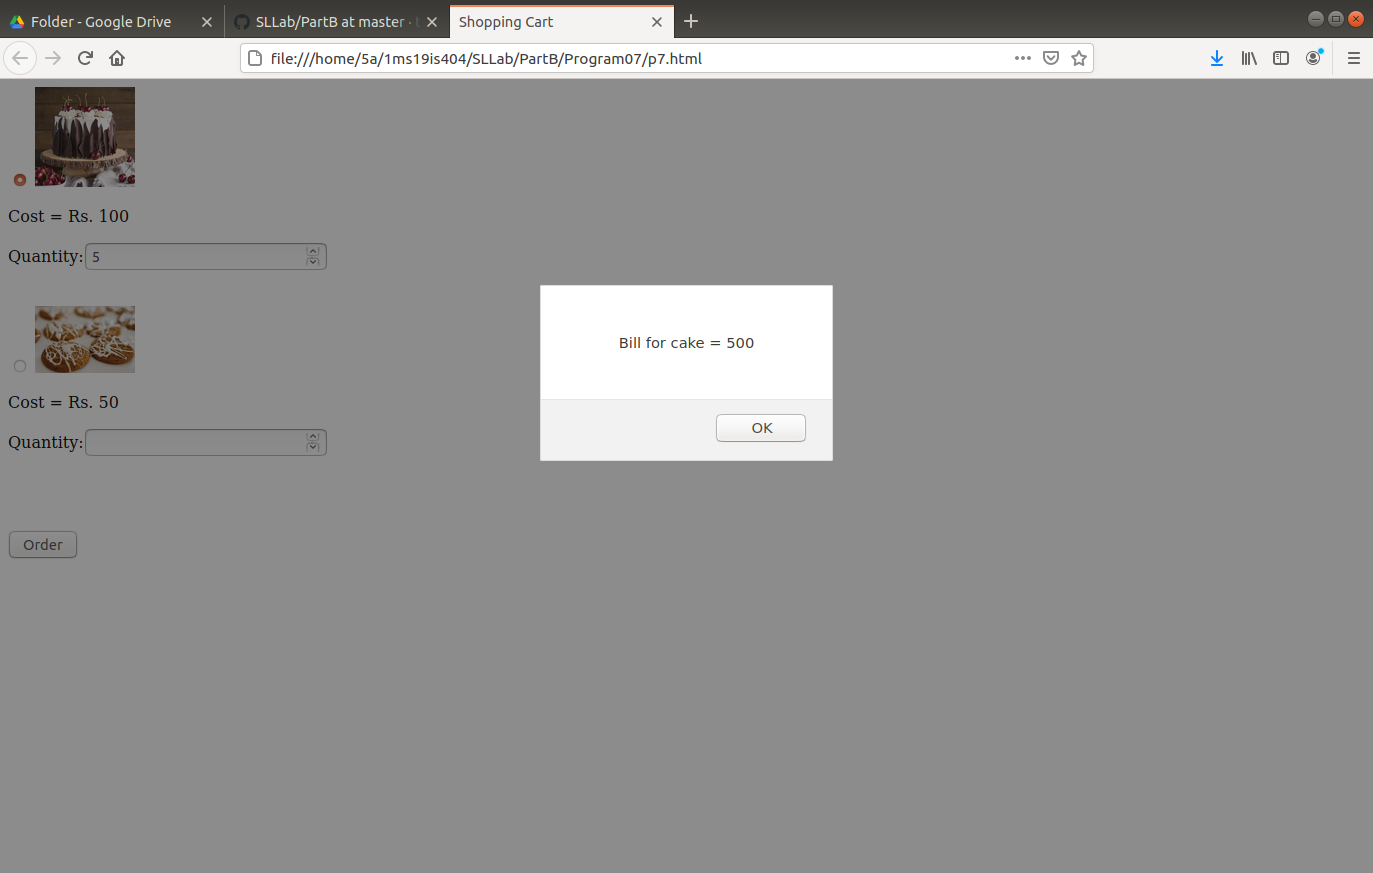 Folder - Google Drive
SLLab/PartB at master ·
Shopping Cart
file:///home/5a/1ms19is404/SLLab/PartB/Program07/p7.html
Cost = Rs. 100
Quantity: 5
Cost = Rs. 50
Quantity:
Order
Bill for cake = 500
OK